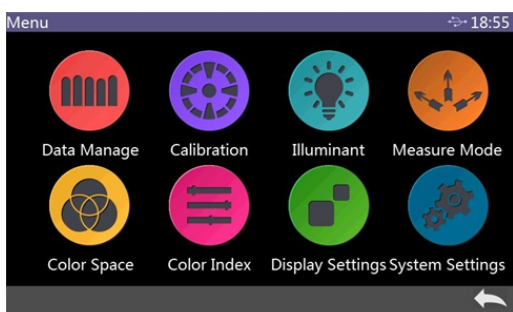 Menu 18:55
Data Manage Calibration Illuminant Measure Mode
Color Space Color Index Display Settings System Settings